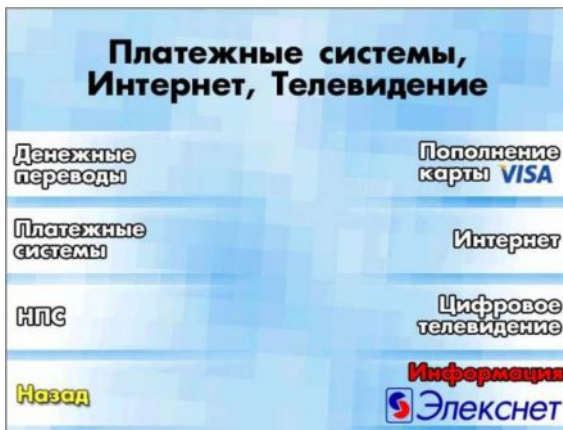 Платежные системы,
Интернет, Телевидение
Денежные
переводы
Пополнение
карты VISA
Платежные
системы
Интернет
НПС
Цифровое
телевидение
Назад
Информация
Элекснет